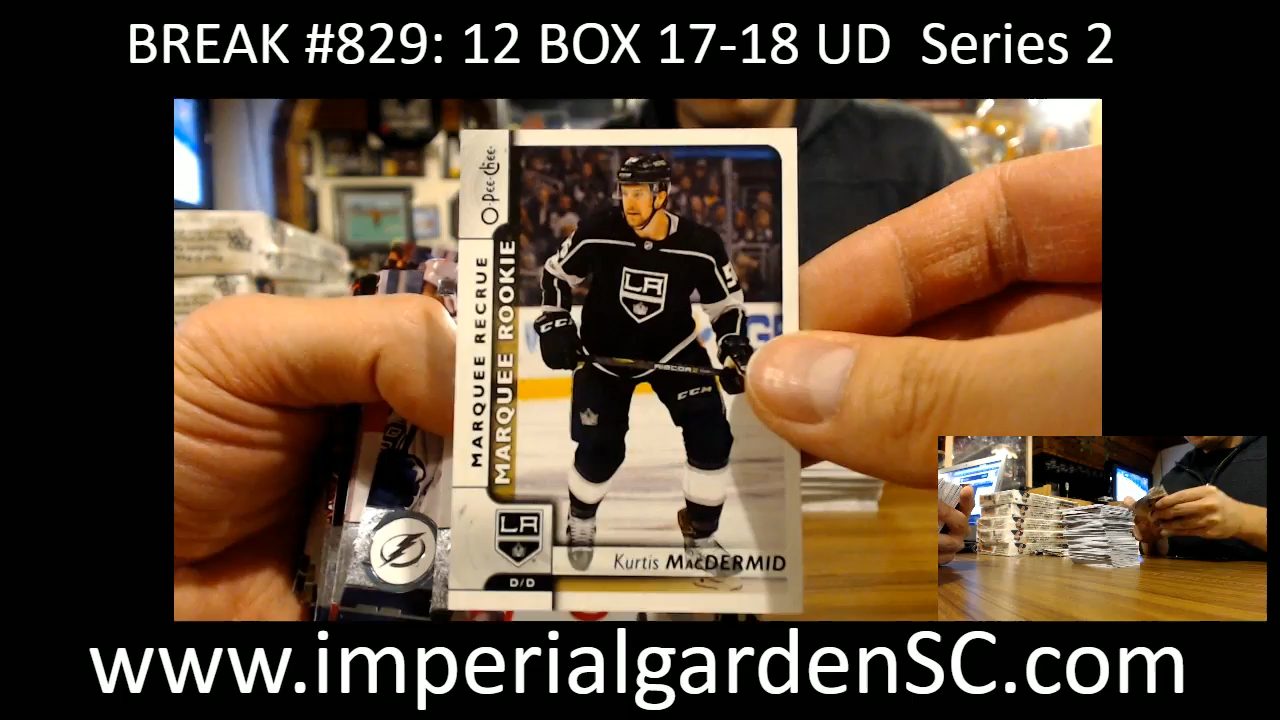 BREAK #829: 12 BOX 17-18 UD  Series 2
O-Pee-Chee
MARQUEE RECRUE
MARQUEE ROOKIE
LA
CCM
CCM
LA
Kurtis MACDERMID
D/D
www.imperialgardenSC.com